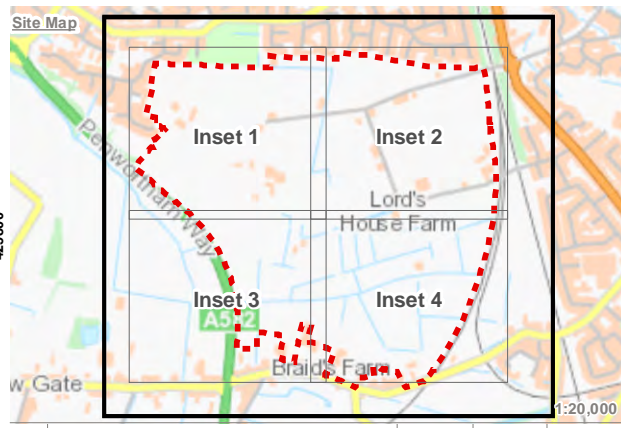 Site Map
Inset 1
Inset 2
Penwortham Way
Lord's
House Farm
Inset 3
Inset 4
A582
Braid's Farm
w Gate
1:20,000